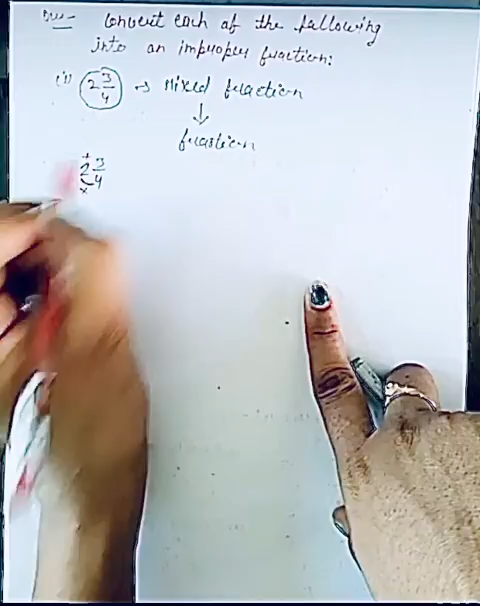 Que:- Convert each of the following
into an improper fraction:
(i) 2 3/4 → Mixed fraction
↓
fraction
+
2 3/4
x